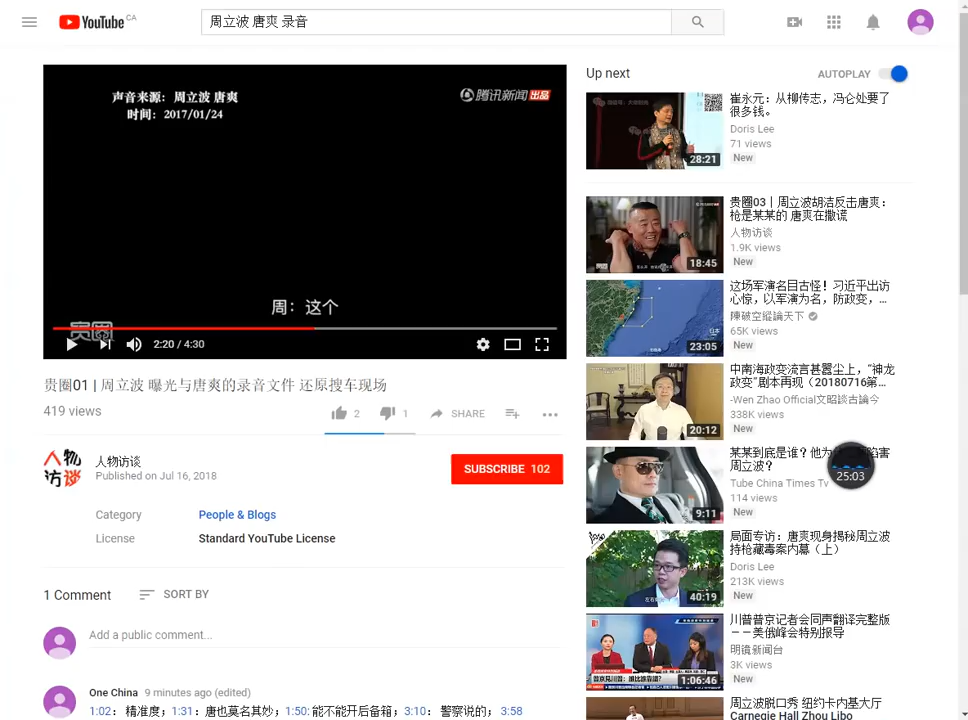 YouTube CA
周立波 唐爽 录音
声音来源：周立波 唐爽
时间：2017/01/24
腾讯新闻 出品
周：这个
贵圈
2:20 / 4:30
贵圈01 | 周立波 曝光与唐爽的录音文件 还原搜车现场
419 views
2
1
SHARE
人物访谈
人物访谈
Published on Jul 16, 2018
SUBSCRIBE 102
Category People & Blogs
License Standard YouTube License
1 Comment
SORT BY
Add a public comment...
One China 9 minutes ago (edited)
1:02： 精准度；1:31：唐也莫名其妙；1:50: 能不能开后备箱；3:10： 警察说的，3:58
Up next
AUTOPLAY
28:21
崔永元：从柳传志，冯仑处要了
很多钱。
Doris Lee
71 views
New
18:45
贵圈03丨周立波胡洁反击唐爽：
枪是某某的 唐爽在撒谎
人物访谈
1.9K views
New
23:05
这场军演名目古怪！习近平出访
心惊，以军演为名，防政变，...
陳破空縱論天下
65K views
New
20:12
中南海政变流言甚嚣尘上，“神龙
政变”剧本再现（20180716第...
-Wen Zhao Official文昭談古論今
338K views
New
9:11
某某到底是谁？他为
陷害
周立波？
Tube China Times Tv
114 views
New
25:03
40:19
局面专访：唐爽现身揭秘周立波
持枪藏毒案内幕（上）
Doris Lee
213K views
New
1:06:46
川普普京记者会同声翻译完整版
－－美俄峰会特别报导
明鏡新聞台
3K views
New
周立波脱口秀 纽约卡内基大厅
Carnegie Hall Zhou Libo